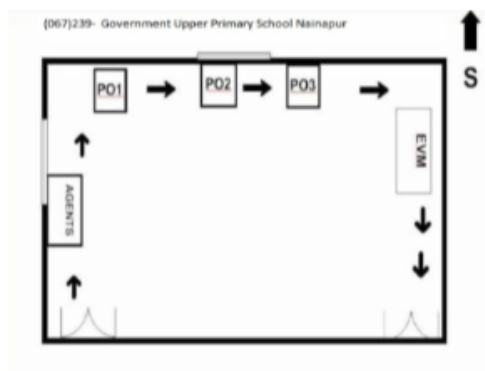 (067)239- Government Upper Primary School Nainapur
S
PO1
PO2
PO3
EVM
AGENTS